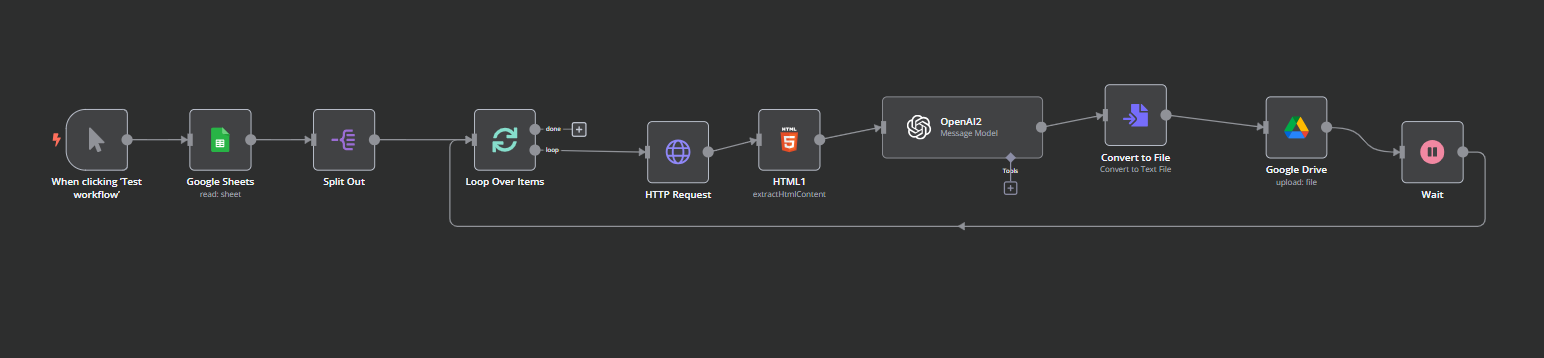 When clicking ‘Test
workflow’
Google Sheets
read: sheet
Split Out
Loop Over Items
done
loop
HTTP Request
HTML
HTML1
extractHtmlContent
OpenAI2
Message Model
Tools
Convert to File
Convert to Text File
Google Drive
upload: file
Wait